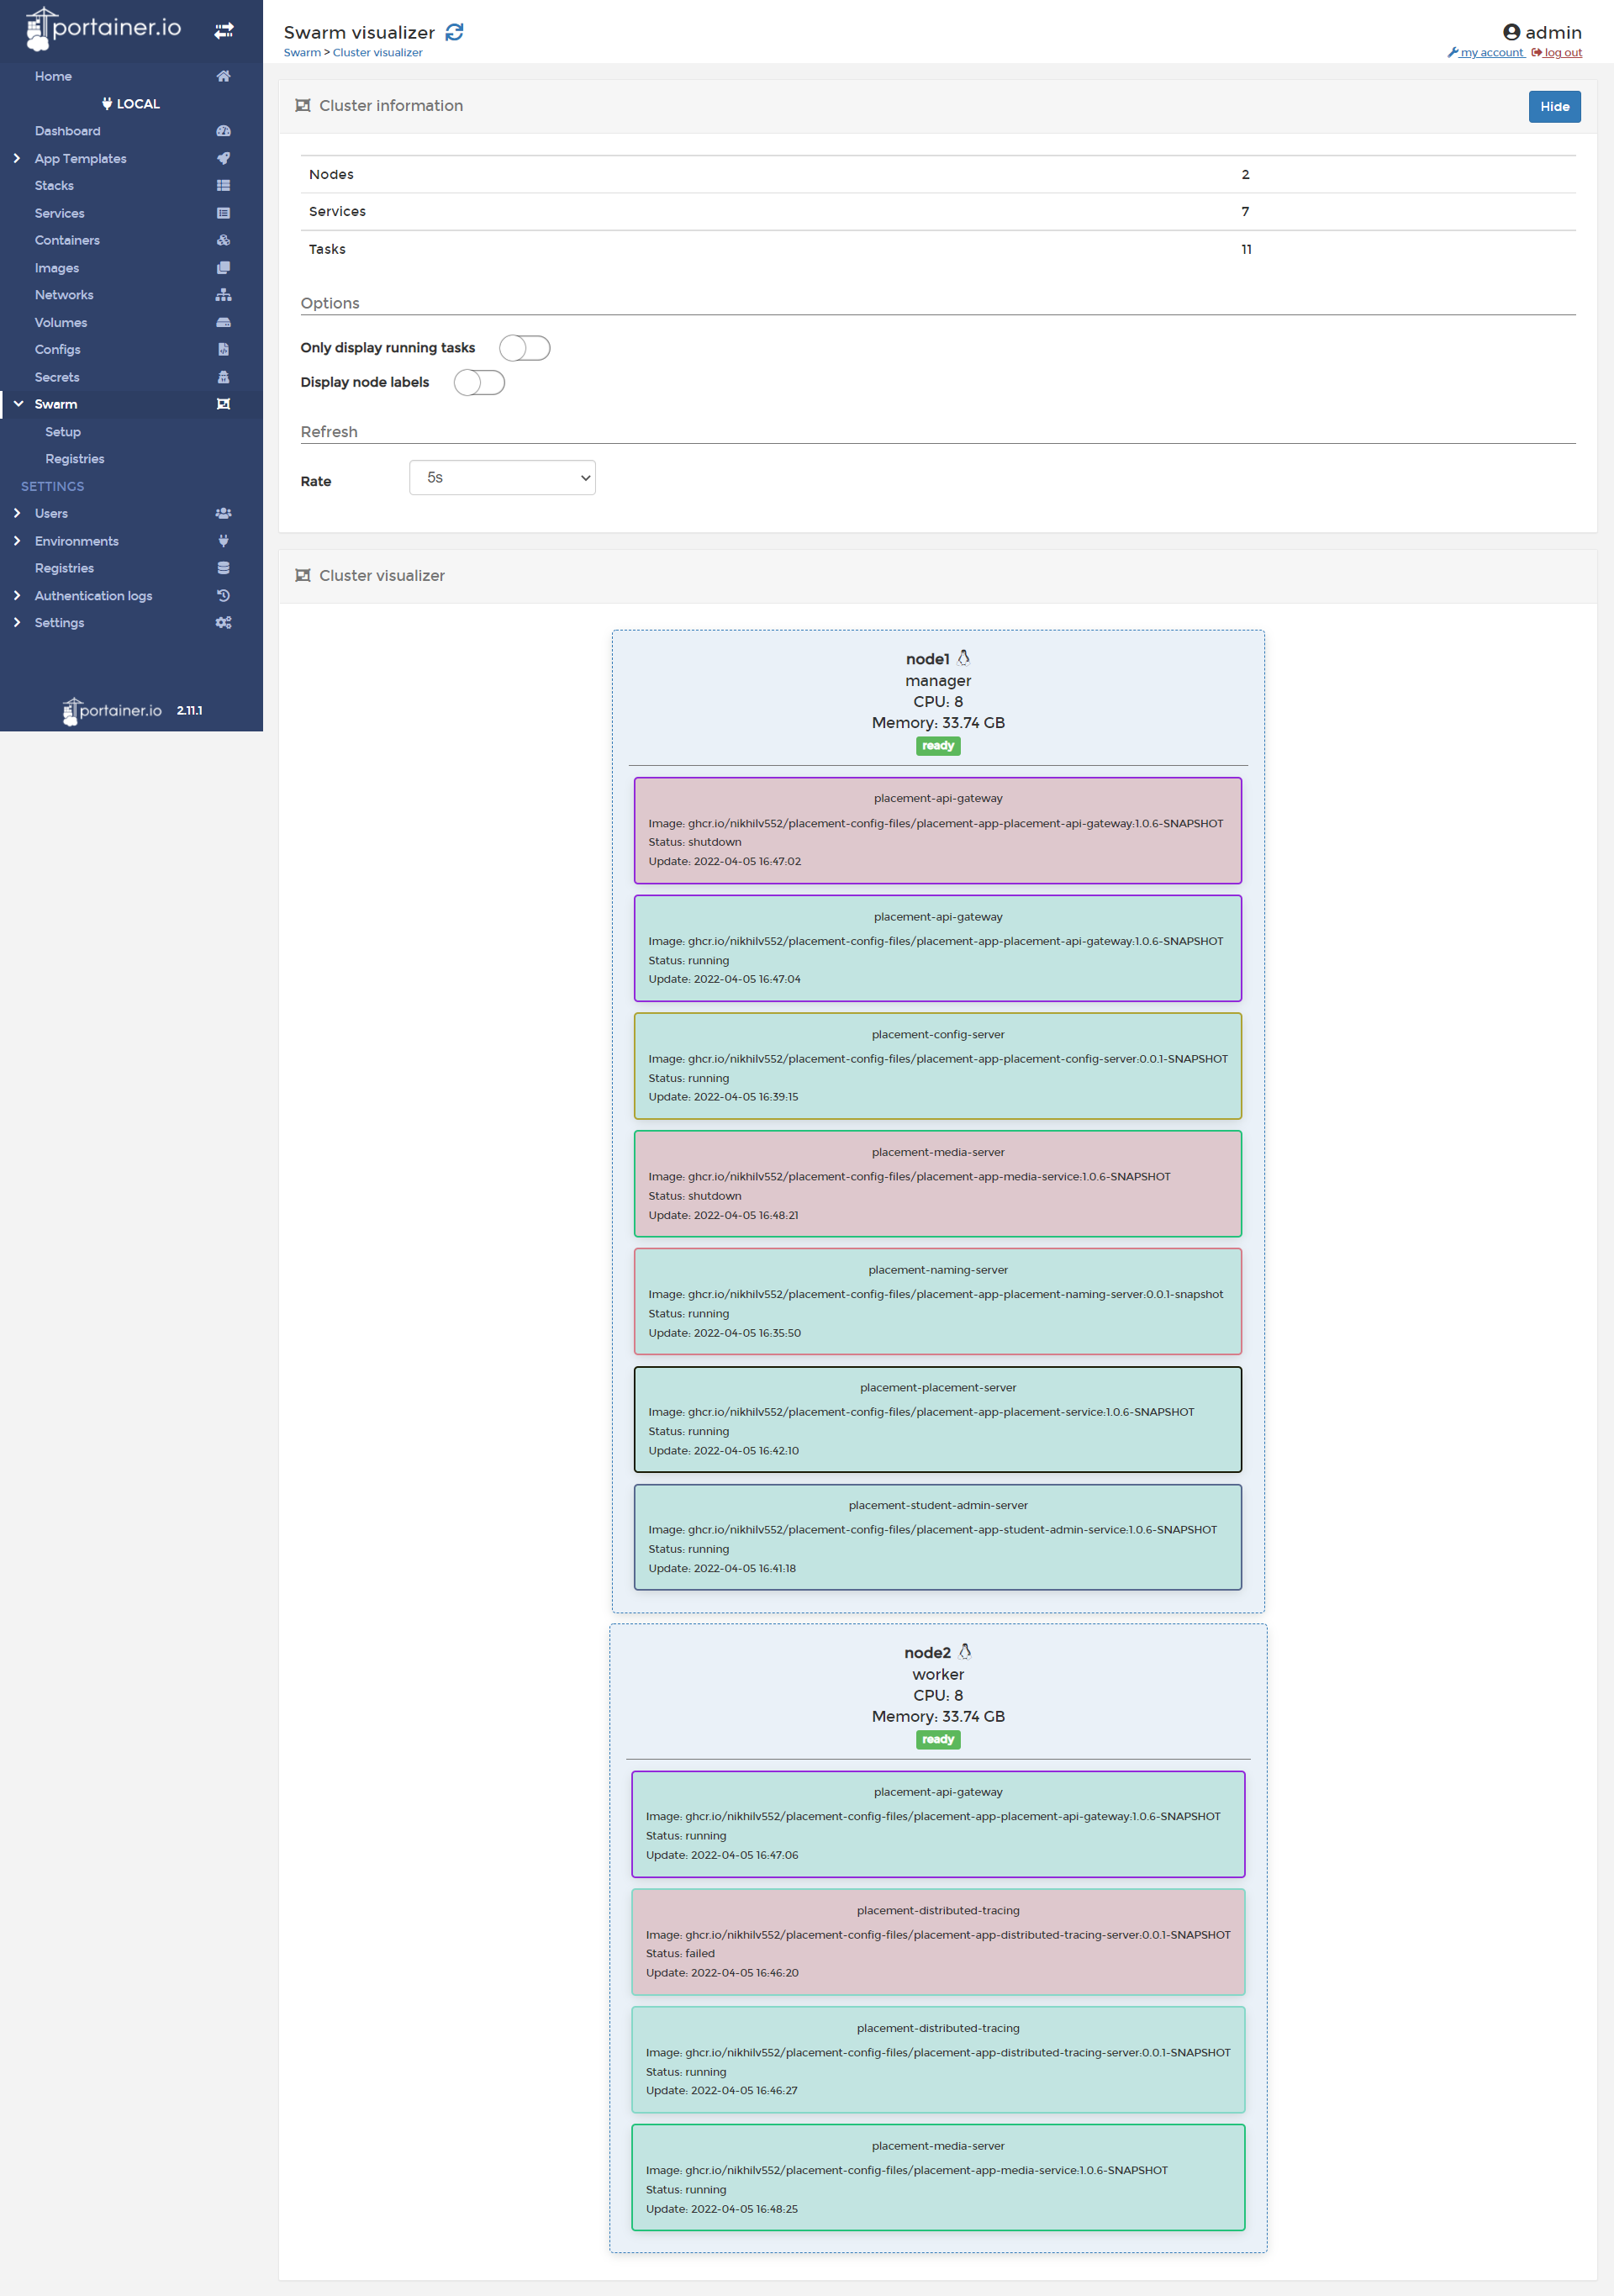 portainer.io
Home
LOCAL
Dashboard
App Templates
Stacks
Services
Containers
Images
Networks
Volumes
Configs
Secrets
Swarm
Setup
Registries
SETTINGS
Users
Environments
Registries
Authentication logs
Settings
portainer.io 2.11.1
Swarm visualizer
Swarm > Cluster visualizer
admin
my account log out
Cluster information
Hide
Nodes 2
Services 7
Tasks 11
Options
Only display running tasks
Display node labels
Refresh
Rate 5s
Cluster visualizer
node1
manager
CPU: 8
Memory: 33.74 GB
ready
placement-api-gateway
Image: ghcr.io/nikhilv552/placement-config-files/placement-app-placement-api-gateway:1.0.6-SNAPSHOT
Status: shutdown
Update: 2022-04-05 16:47:02
placement-api-gateway
Image: ghcr.io/nikhilv552/placement-config-files/placement-app-placement-api-gateway:1.0.6-SNAPSHOT
Status: running
Update: 2022-04-05 16:47:04
placement-config-server
Image: ghcr.io/nikhilv552/placement-config-files/placement-app-placement-config-server:0.0.1-SNAPSHOT
Status: running
Update: 2022-04-05 16:39:15
placement-media-server
Image: ghcr.io/nikhilv552/placement-config-files/placement-app-media-service:1.0.6-SNAPSHOT
Status: shutdown
Update: 2022-04-05 16:48:21
placement-naming-server
Image: ghcr.io/nikhilv552/placement-config-files/placement-app-placement-naming-server:0.0.1-snapshot
Status: running
Update: 2022-04-05 16:35:50
placement-placement-server
Image: ghcr.io/nikhilv552/placement-config-files/placement-app-placement-service:1.0.6-SNAPSHOT
Status: running
Update: 2022-04-05 16:42:10
placement-student-admin-server
Image: ghcr.io/nikhilv552/placement-config-files/placement-app-student-admin-service:1.0.6-SNAPSHOT
Status: running
Update: 2022-04-05 16:41:18
node2
worker
CPU: 8
Memory: 33.74 GB
ready
placement-api-gateway
Image: ghcr.io/nikhilv552/placement-config-files/placement-app-placement-api-gateway:1.0.6-SNAPSHOT
Status: running
Update: 2022-04-05 16:47:06
placement-distributed-tracing
Image: ghcr.io/nikhilv552/placement-config-files/placement-app-distributed-tracing-server:0.0.1-SNAPSHOT
Status: failed
Update: 2022-04-05 16:46:20
placement-distributed-tracing
Image: ghcr.io/nikhilv552/placement-config-files/placement-app-distributed-tracing-server:0.0.1-SNAPSHOT
Status: running
Update: 2022-04-05 16:46:27
placement-media-server
Image: ghcr.io/nikhilv552/placement-config-files/placement-app-media-service:1.0.6-SNAPSHOT
Status: running
Update: 2022-04-05 16:48:25